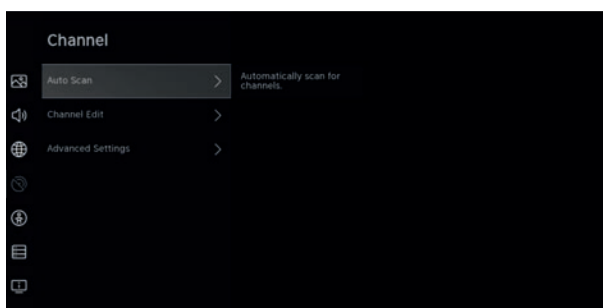 Channel
Auto Scan
Automatically scan for
channels.
Channel Edit
Advanced Settings